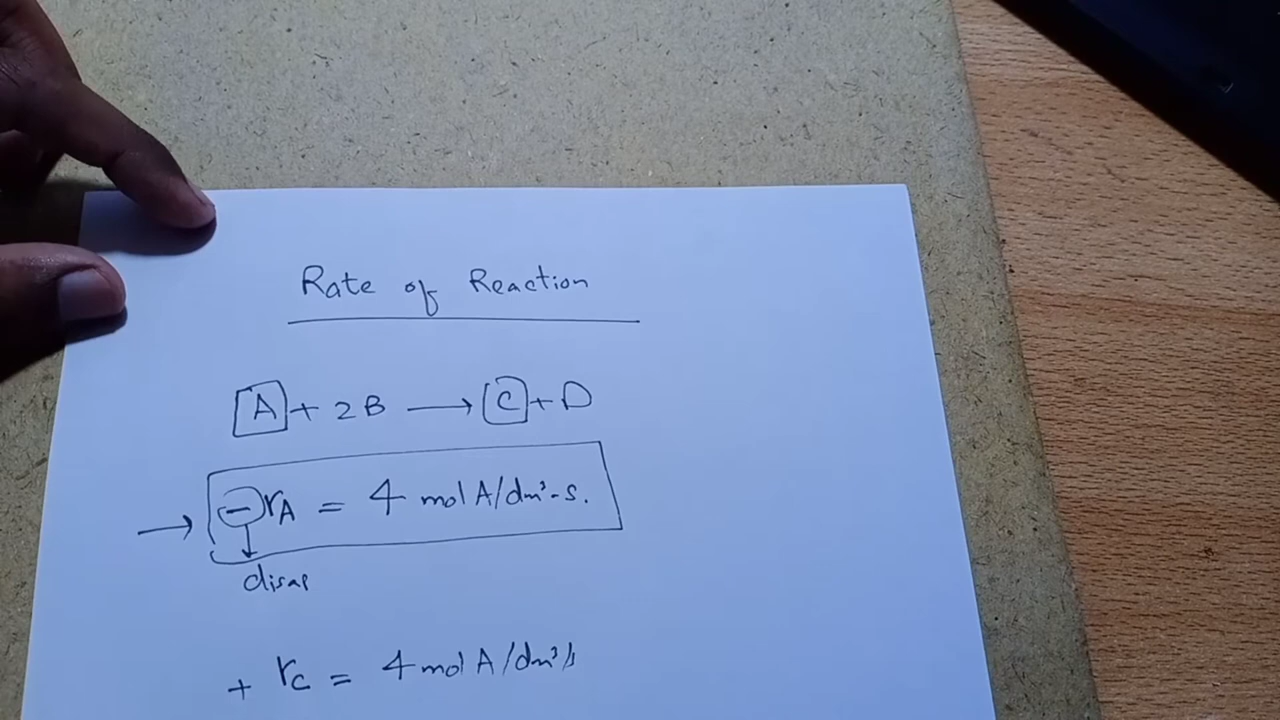 Rate of Reaction
A + 2B → C + D
→ -rA = 4 mol A/dm³-s.
disap
+ rC = 4 mol A/dm³/s